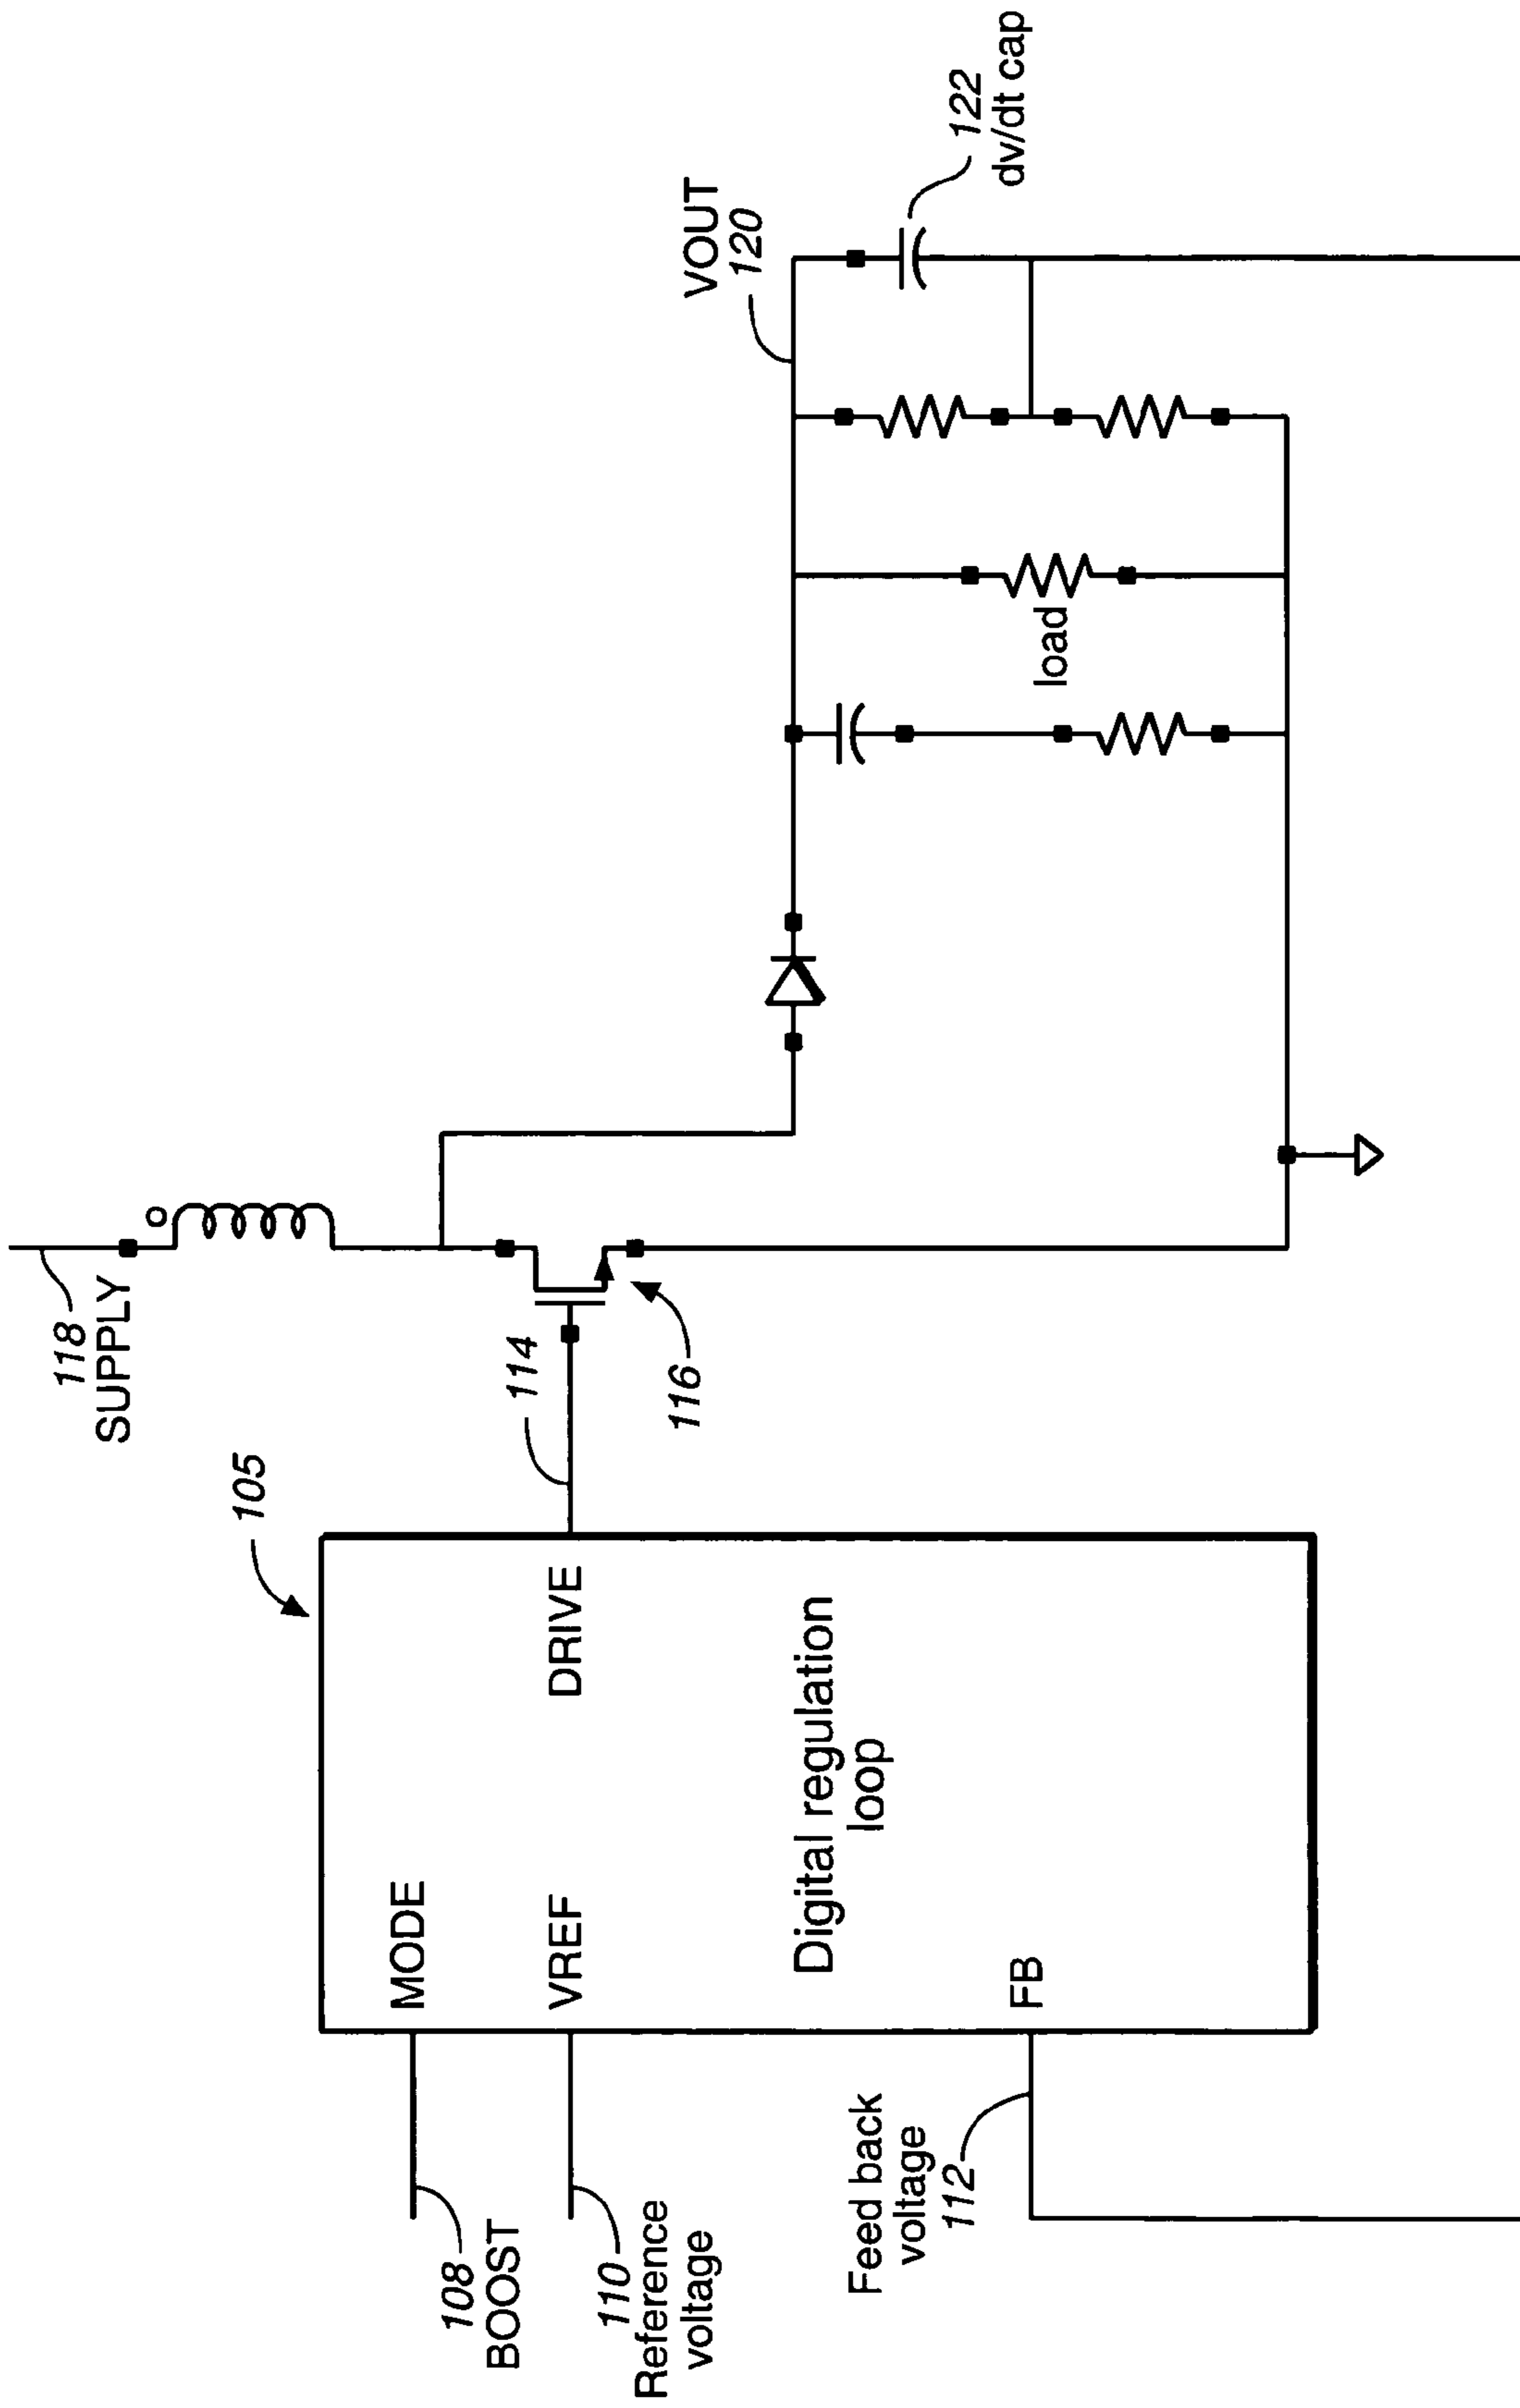 118
SUPPLY
105
114
116
VOUT
120
122
dv/dt cap
load
MODE
VREF
DRIVE
Digital regulation
loop
FB
108
BOOST
110
Reference
voltage
Feed back
voltage
112